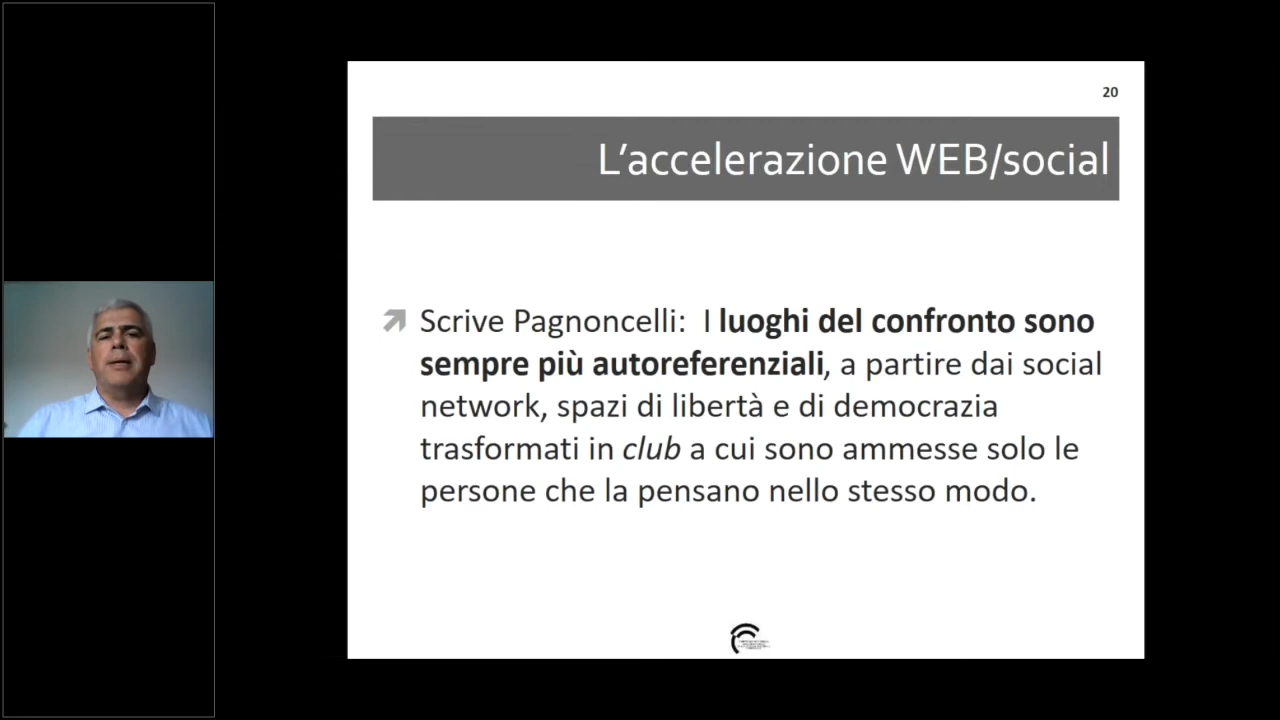 20
L’accelerazione WEB/social
Scrive Pagnoncelli: I luoghi del confronto sono
sempre più autoreferenziali, a partire dai social
network, spazi di libertà e di democrazia
trasformati in club a cui sono ammesse solo le
persone che la pensano nello stesso modo.